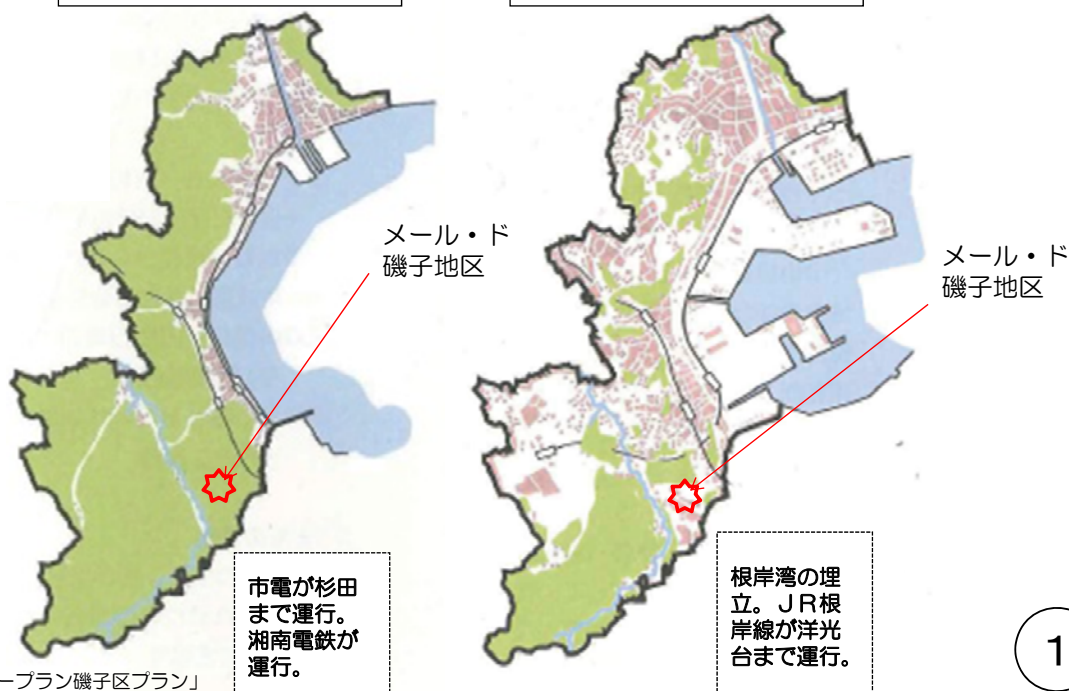 メール・ド
磯子地区
メール・ド
磯子地区
市電が杉田
まで運行。
湘南電鉄が
運行。
根岸湾の埋
立。ＪＲ根
岸線が洋光
台まで運行。
ープラン磯子区プラン」
1